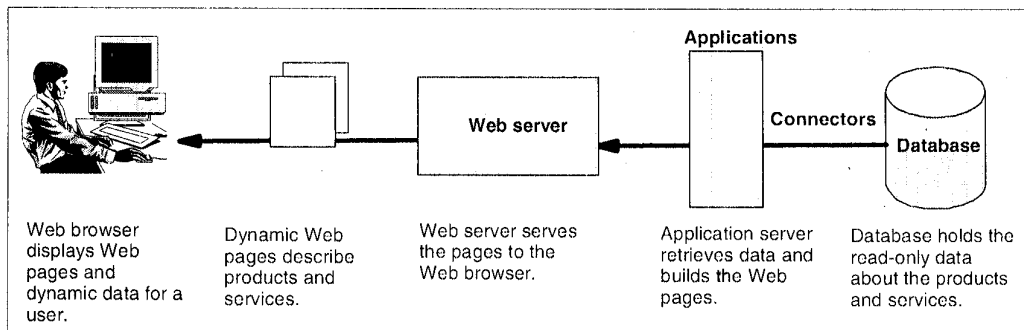 Applications
Web server
Connectors
Database
Web browser
displays Web
pages and
dynamic data for a
user.
Dynamic Web
pages describe
products and
services.
Web server serves
the pages to the
Web browser.
Application server
retrieves data and
builds the Web
pages.
Database holds the
read-only data
about the products
and services.